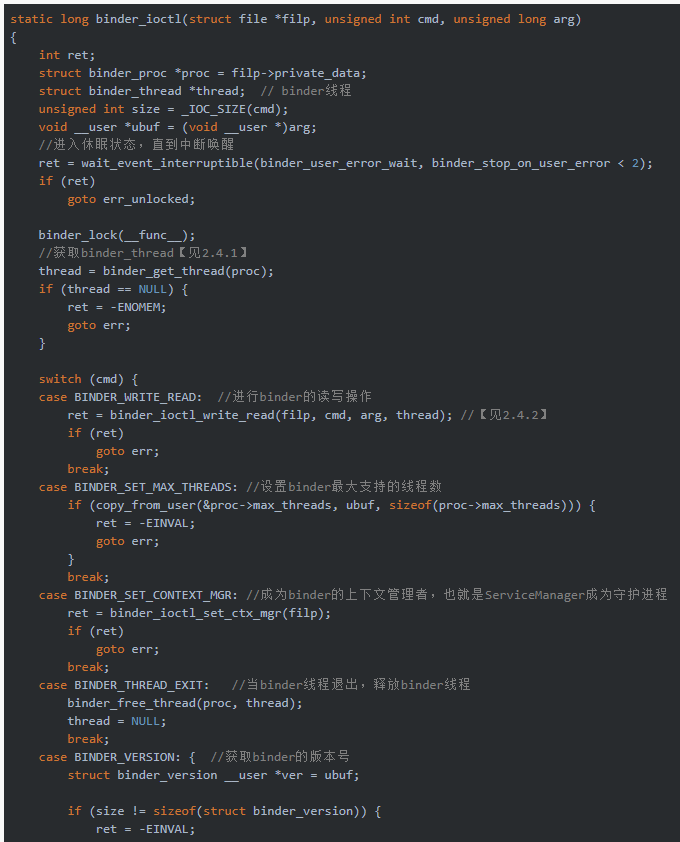 static long binder_ioctl(struct file *filp, unsigned int cmd, unsigned long arg)
{
    int ret;
    struct binder_proc *proc = filp->private_data;
    struct binder_thread *thread;  // binder线程
    unsigned int size = _IOC_SIZE(cmd);
    void __user *ubuf = (void __user *)arg;
    //进入休眠状态，直到中断唤醒
    ret = wait_event_interruptible(binder_user_error_wait, binder_stop_on_user_error < 2);
    if (ret)
        goto err_unlocked;

    binder_lock(__func__);
    //获取binder_thread【见2.4.1】
    thread = binder_get_thread(proc);
    if (thread == NULL) {
        ret = -ENOMEM;
        goto err;
    }

    switch (cmd) {
    case BINDER_WRITE_READ:  //进行binder的读写操作
        ret = binder_ioctl_write_read(filp, cmd, arg, thread); //【见2.4.2】
        if (ret)
            goto err;
        break;
    case BINDER_SET_MAX_THREADS: //设置binder最大支持的线程数
        if (copy_from_user(&proc->max_threads, ubuf, sizeof(proc->max_threads))) {
            ret = -EINVAL;
            goto err;
        }
        break;
    case BINDER_SET_CONTEXT_MGR: //成为binder的上下文管理者，也就是ServiceManager成为守护进程
        ret = binder_ioctl_set_ctx_mgr(filp);
        if (ret)
            goto err;
        break;
    case BINDER_THREAD_EXIT:   //当binder线程退出，释放binder线程
        binder_free_thread(proc, thread);
        thread = NULL;
        break;
    case BINDER_VERSION: {  //获取binder的版本号
        struct binder_version __user *ver = ubuf;

        if (size != sizeof(struct binder_version)) {
            ret = -EINVAL;